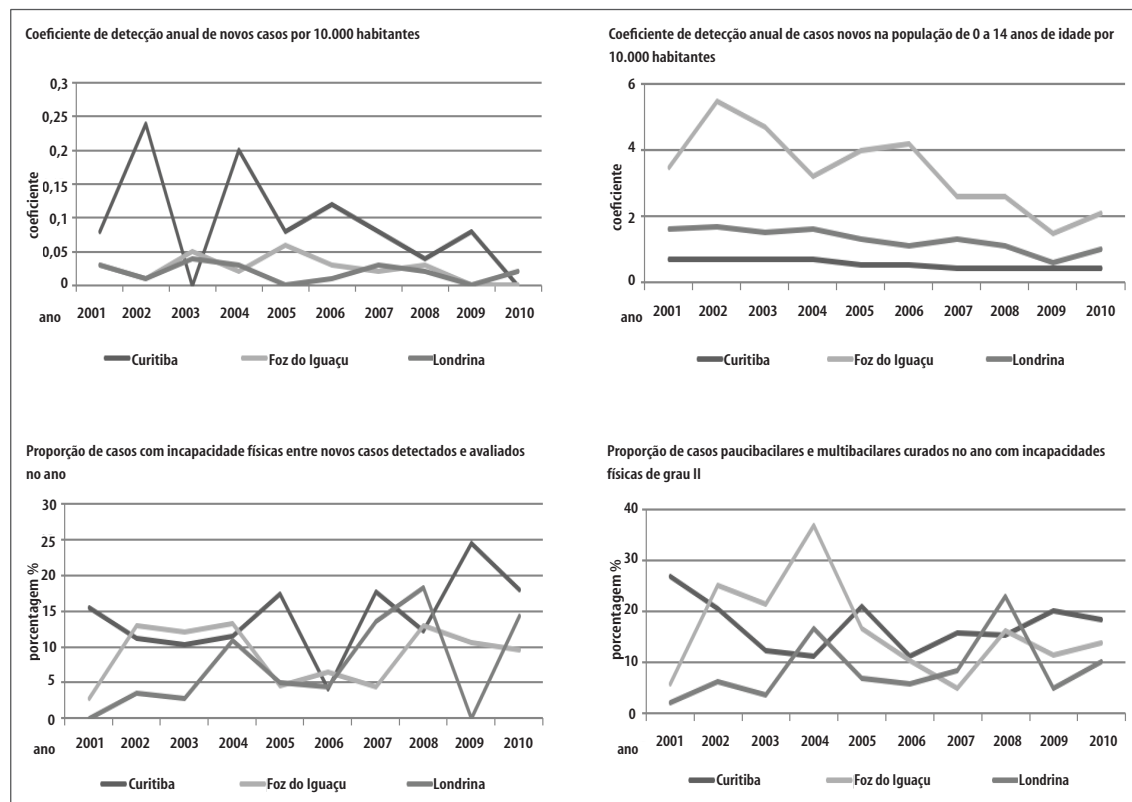 Coeficiente de detecção anual de novos casos por 10.000 habitantes
0,3
0,25
0,2
0,15
0,1
0,05
0
coeficiente
ano 2001 2002 2003 2004 2005 2006 2007 2008 2009 2010
Curitiba Foz do Iguaçu Londrina
Coeficiente de detecção anual de casos novos na população de 0 a 14 anos de idade por
10.000 habitantes
6
4
2
0
coeficiente
ano 2001 2002 2003 2004 2005 2006 2007 2008 2009 2010
Curitiba Foz do Iguaçu Londrina
Proporção de casos com incapacidade físicas entre novos casos detectados e avaliados
no ano
30
25
20
15
10
5
0
porcentagem %
ano 2001 2002 2003 2004 2005 2006 2007 2008 2009 2010
Curitiba Foz do Iguaçu Londrina
Proporção de casos paucibacilares e multibacilares curados no ano com incapacidades
físicas de grau II
40
30
20
10
0
porcentagem %
ano 2001 2002 2003 2004 2005 2006 2007 2008 2009 2010
Curitiba Foz do Iguaçu Londrina